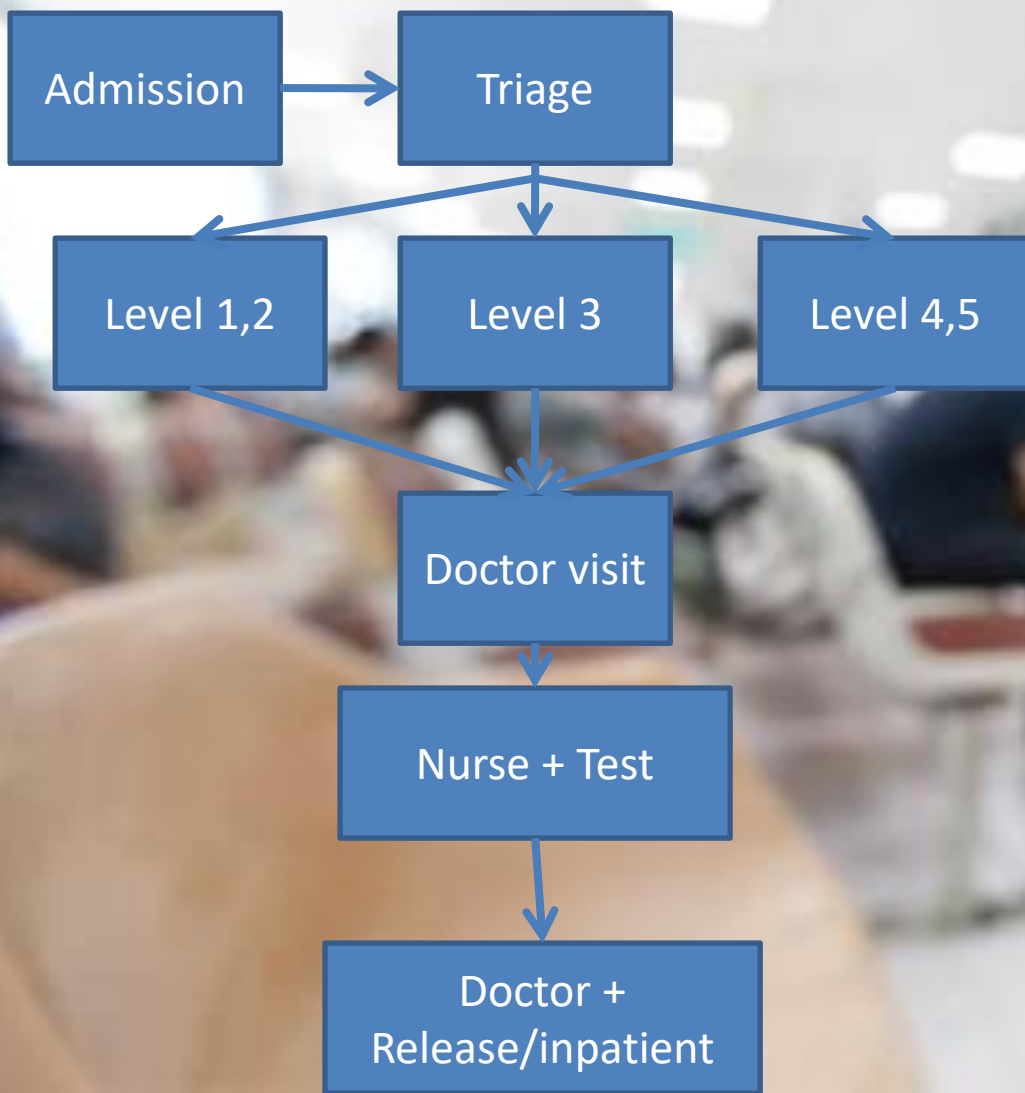 Admission
Triage
Level 1,2
Level 3
Level 4,5
Doctor visit
Nurse + Test
Doctor +
Release/inpatient